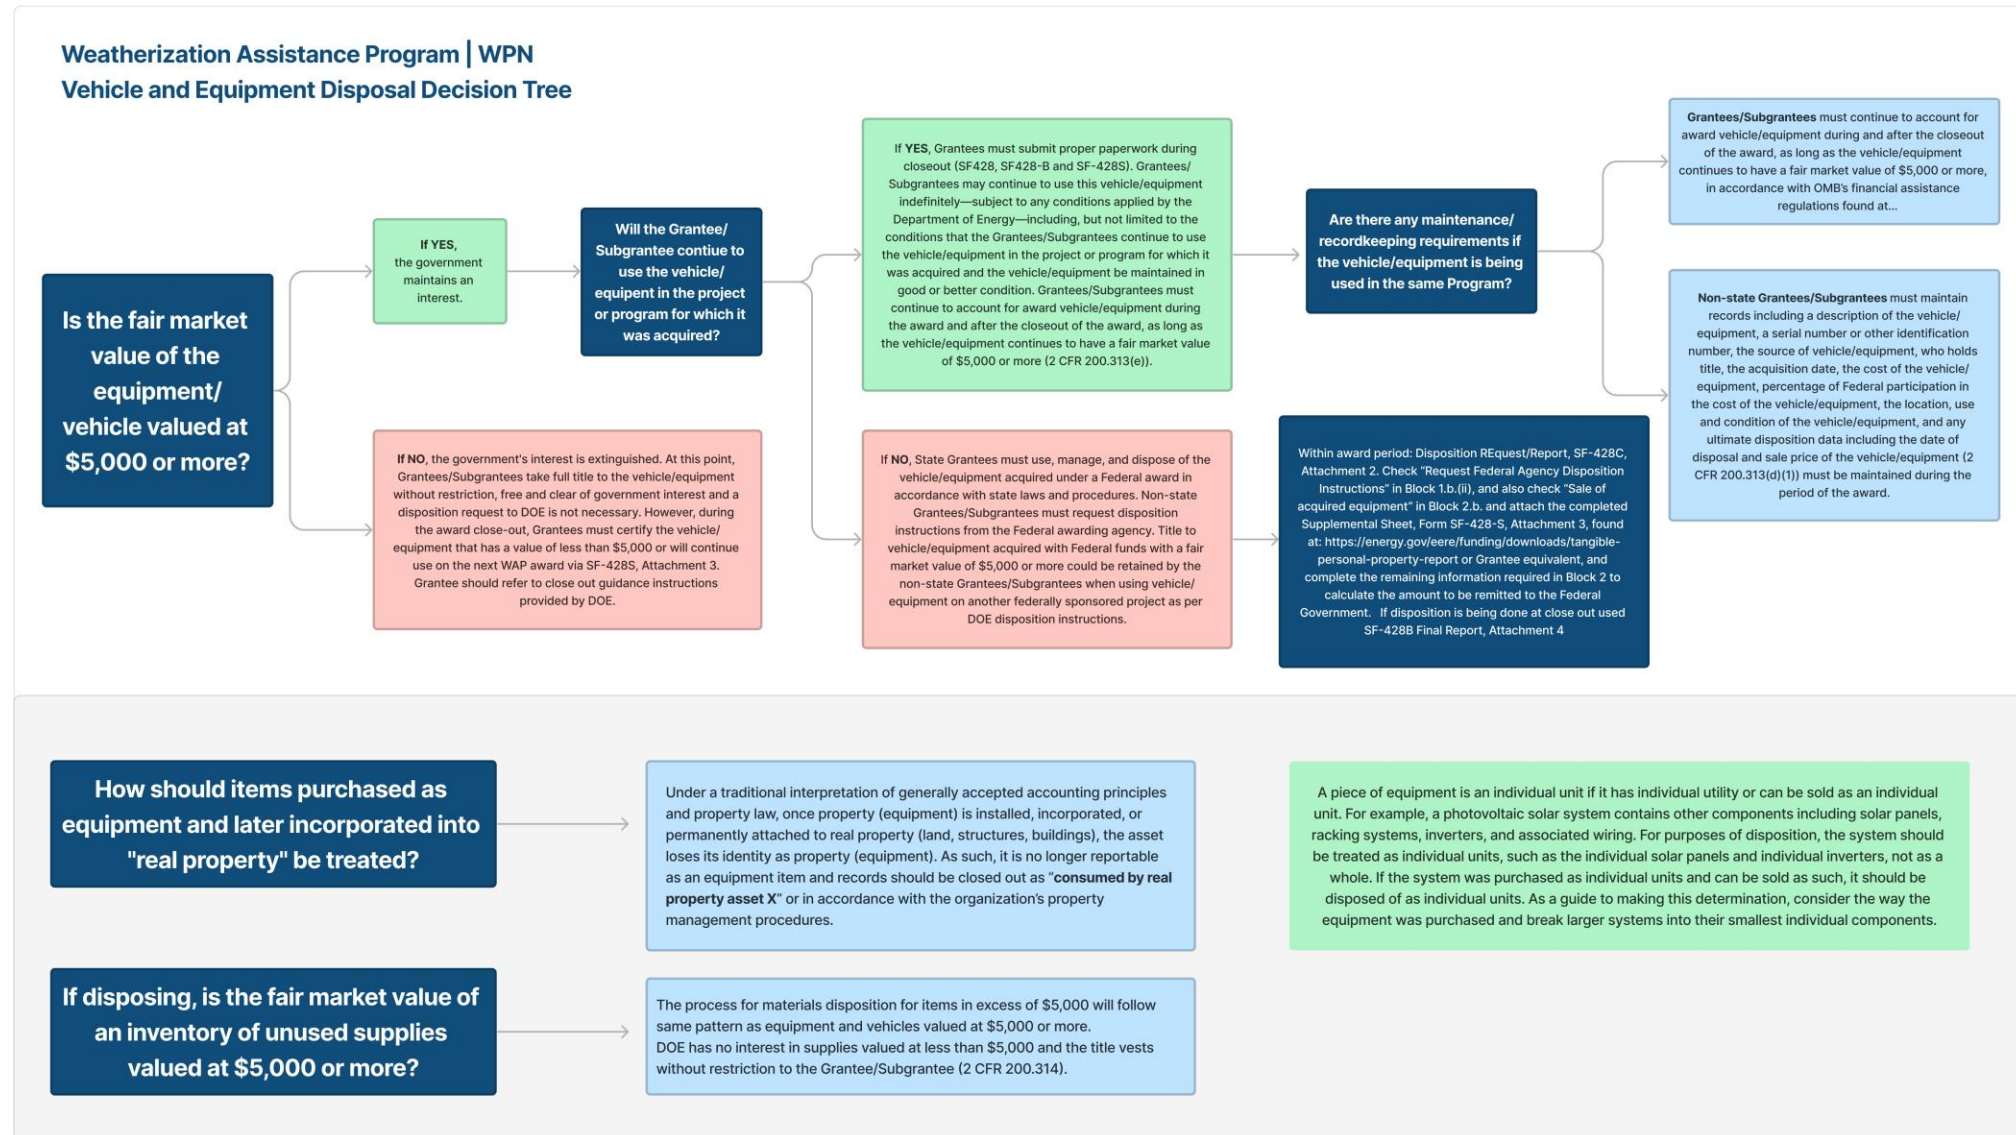 Weatherization Assistance Program | WPN
Vehicle and Equipment Disposal Decision Tree
Is the fair market
value of the
equipment/
vehicle valued at
$5,000 or more?
If YES,
the government
maintains an
interest.
If NO, the government's interest is extinguished. At this point,
Grantees/Subgrantees take full title to the vehicle/equipment
without restriction, free and clear of government interest and a
disposition request to DOE is not necessary. However, during
the award close-out, Grantees must certify the vehicle/
equipment that has a value of less than $5,000 or will continue
use on the next WAP award via SF-428S, Attachment 3.
Grantee should refer to close out guidance instructions
provided by DOE.
Will the Grantee/
Subgrantee contiue to
use the vehicle/
equipent in the project
or program for which it
was acquired?
If YES, Grantees must submit proper paperwork during
closeout (SF428, SF428-B and SF-428S). Grantees/
Subgrantees may continue to use this vehicle/equipment
indefinitely—subject to any conditions applied by the
Department of Energy—including, but not limited to the
conditions that the Grantees/Subgrantees continue to use
the vehicle/equipment in the project or program for which it
was acquired and the vehicle/equipment be maintained in
good or better condition. Grantees/Subgrantees must
continue to account for award vehicle/equipment during
the award and after the closeout of the award, as long as
the vehicle/equipment continues to have a fair market value
of $5,000 or more (2 CFR 200.313(e)).
If NO, State Grantees must use, manage, and dispose of the
vehicle/equipment acquired under a Federal award in
accordance with state laws and procedures. Non-state
Grantees/Subgrantees must request disposition
instructions from the Federal awarding agency. Title to
vehicle/equipment acquired with Federal funds with a fair
market value of $5,000 or more could be retained by the
non-state Grantees/Subgrantees when using vehicle/
equipment on another federally sponsored project as per
DOE disposition instructions.
Are there any maintenance/
recordkeeping requirements if
the vehicle/equipment is being
used in the same Program?
Within award period: Disposition REquest/Report, SF-428C,
Attachment 2. Check “Request Federal Agency Disposition
Instructions” in Block 1.b.(ii), and also check “Sale of
acquired equipment” in Block 2.b. and attach the completed
Supplemental Sheet, Form SF-428-S, Attachment 3, found
at: https://energy.gov/eere/funding/downloads/tangible-
personal-property-report or Grantee equivalent, and
complete the remaining information required in Block 2 to
calculate the amount to be remitted to the Federal
Government.   If disposition is being done at close out used
SF-428B Final Report, Attachment 4
Grantees/Subgrantees must continue to account for
award vehicle/equipment during and after the closeout
of the award, as long as the vehicle/equipment
continues to have a fair market value of $5,000 or more,
in accordance with OMB’s financial assistance
regulations found at...
Non-state Grantees/Subgrantees must maintain
records including a description of the vehicle/
equipment, a serial number or other identification
number, the source of vehicle/equipment, who holds
title, the acquisition date, the cost of the vehicle/
equipment, percentage of Federal participation in
the cost of the vehicle/equipment, the location, use
and condition of the vehicle/equipment, and any
ultimate disposition data including the date of
disposal and sale price of the vehicle/equipment (2
CFR 200.313(d)(1)) must be maintained during the
period of the award.
How should items purchased as
equipment and later incorporated into
"real property" be treated?
Under a traditional interpretation of generally accepted accounting principles
and property law, once property (equipment) is installed, incorporated, or
permanently attached to real property (land, structures, buildings), the asset
loses its identity as property (equipment). As such, it is no longer reportable
as an equipment item and records should be closed out as “consumed by real
property asset X” or in accordance with the organization’s property
management procedures.
A piece of equipment is an individual unit if it has individual utility or can be sold as an individual
unit. For example, a photovoltaic solar system contains other components including solar panels,
racking systems, inverters, and associated wiring. For purposes of disposition, the system should
be treated as individual units, such as the individual solar panels and individual inverters, not as a
whole. If the system was purchased as individual units and can be sold as such, it should be
disposed of as individual units. As a guide to making this determination, consider the way the
equipment was purchased and break larger systems into their smallest individual components.
If disposing, is the fair market value of
an inventory of unused supplies
valued at $5,000 or more?
The process for materials disposition for items in excess of $5,000 will follow
same pattern as equipment and vehicles valued at $5,000 or more.
DOE has no interest in supplies valued at less than $5,000 and the title vests
without restriction to the Grantee/Subgrantee (2 CFR 200.314).